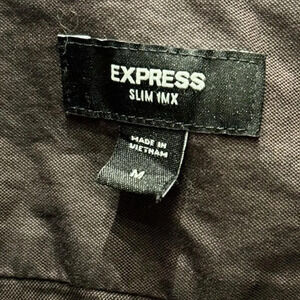 EXPRESS
SLIM 1MX
MADE IN
VIETNAM
M